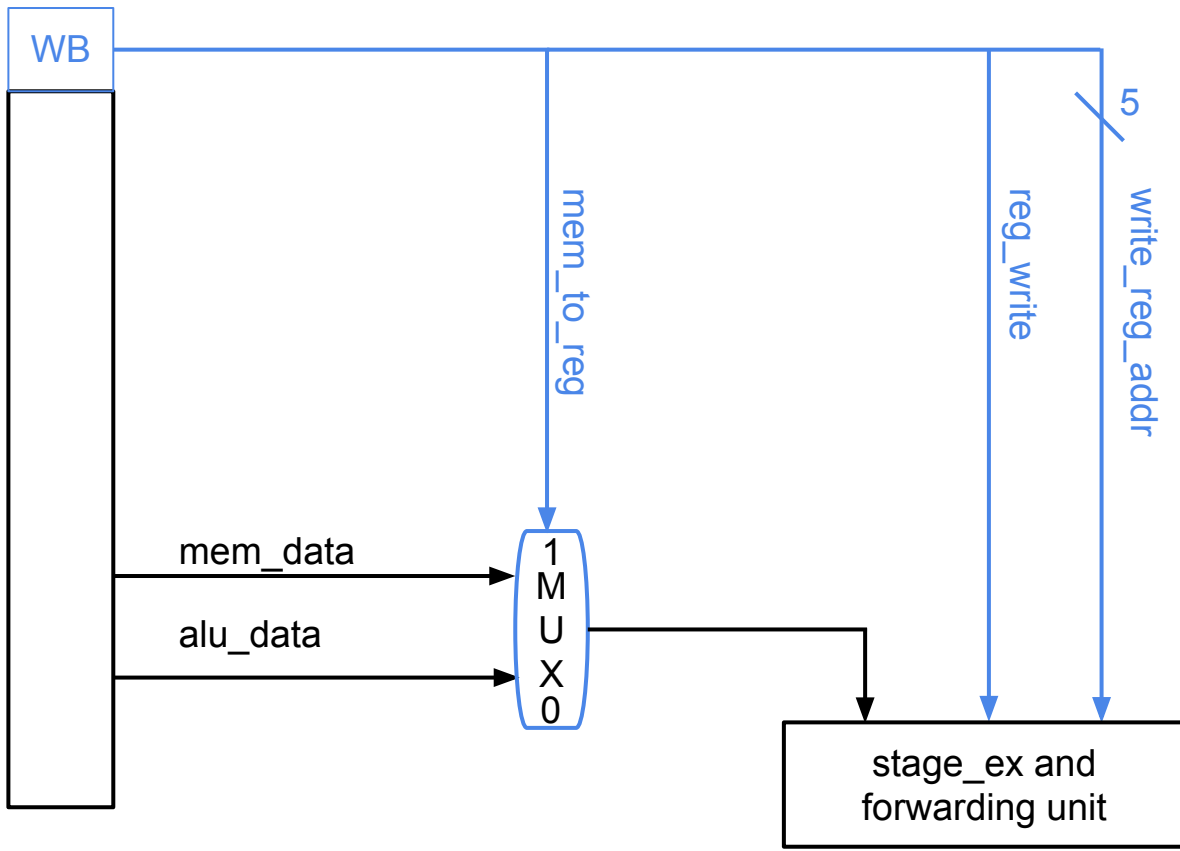 WB
5
mem_to_reg
reg_write
write_reg_addr
mem_data
alu_data
1
M
U
X
0
stage_ex and
forwarding unit